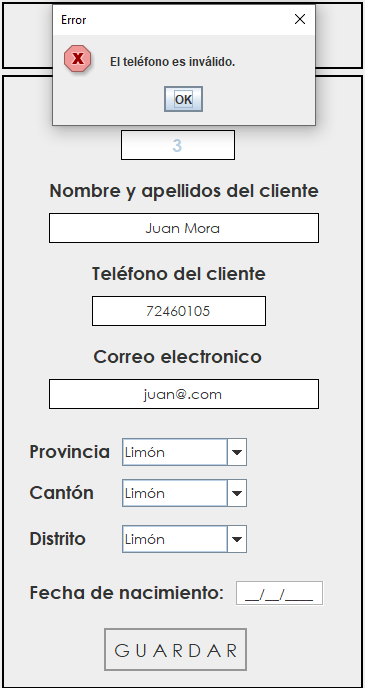 Error
X
El teléfono es inválido.
OK
3
Nombre y apellidos del cliente
Juan Mora
Teléfono del cliente
72460105
Correo electronico
juan@.com
Provincia Limón
Cantón Limón
Distrito Limón
Fecha de nacimiento: __/__/____
GUARDAR